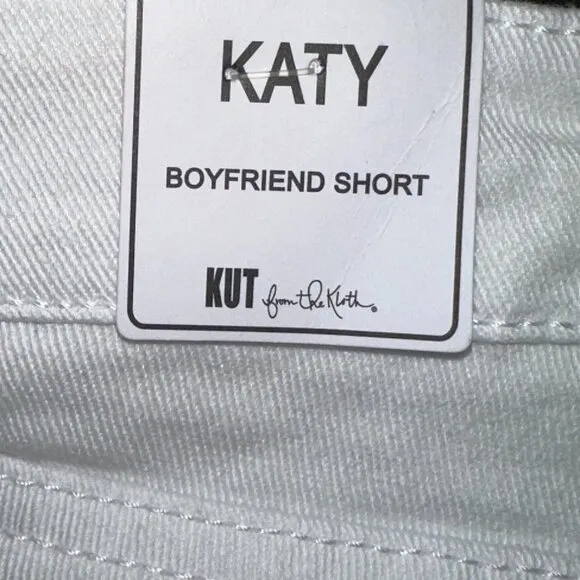 KATY
BOYFRIEND SHORT
KUT from the Kloth®